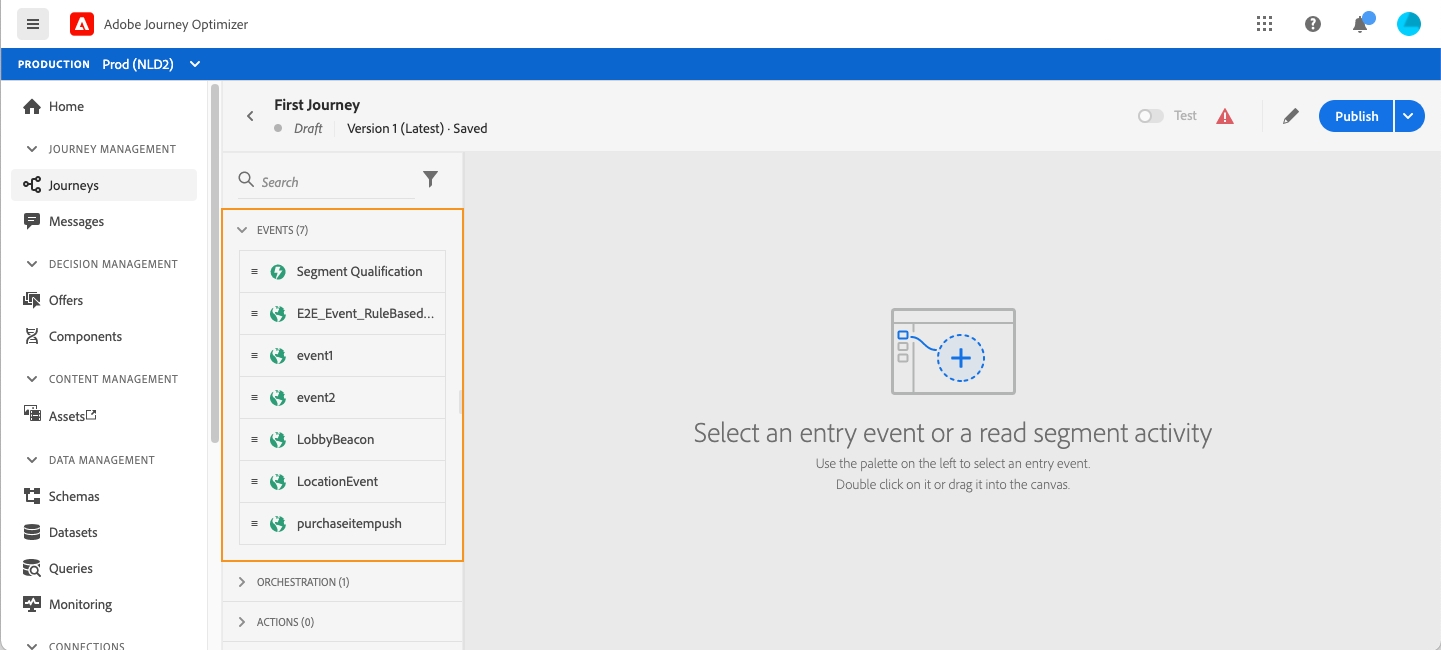 Adobe Journey Optimizer
PRODUCTION Prod (NLD2)
Home
JOURNEY MANAGEMENT
Journeys
Messages
DECISION MANAGEMENT
Offers
Components
CONTENT MANAGEMENT
Assets
DATA MANAGEMENT
Schemas
Datasets
Queries
Monitoring
CONNECTIONS
First Journey
Draft Version 1 (Latest) · Saved
Test
Publish
Search
EVENTS (7)
Segment Qualification
E2E_Event_RuleBased...
event1
event2
LobbyBeacon
LocationEvent
purchaseitempush
ORCHESTRATION (1)
ACTIONS (0)
Select an entry event or a read segment activity
Use the palette on the left to select an entry event.
Double click on it or drag it into the canvas.